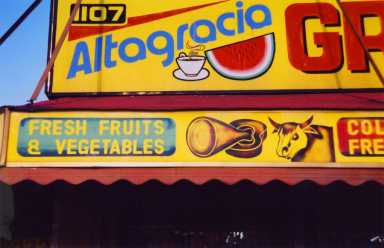 1107
Altagracia
GR
FRESH FRUITS
& VEGETABLES
COL
FRE